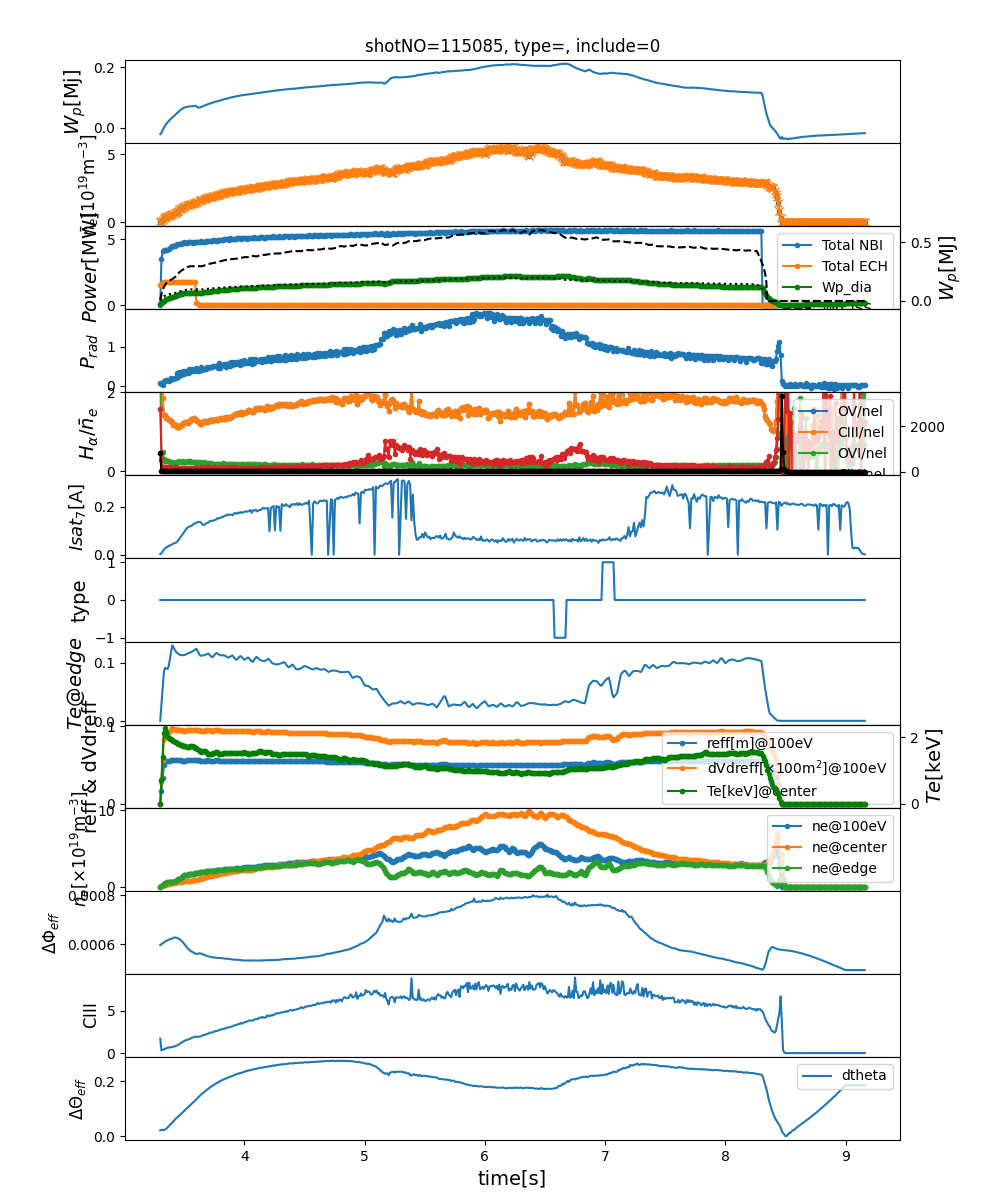 shotNO=115085, type=, include=0
W_p[Mj]
0.2
0.0
n̄_e[10^19 m^-3]
5
0
Power[MW]
5
0
Total NBI
Total ECH
Wp_dia
W_p[MJ]
0.5
0.0
P_rad
1
0
H_α/n̄_e
2
0
OV/nel
CIII/nel
OVI/nel
2000
0
Isat_7[A]
0.2
0.0
type
1
0
−1
Te@edge
0.1
0.0
reff & dVdreff
1
0
reff[m]@100eV
dVdreff[×100m^2]@100eV
Te[keV]@center
Te[keV]
2
0
n_e[×10^19 m^-3]
10
0
ne@100eV
ne@center
ne@edge
ΔΦ_eff
0.0008
0.0006
CIII
5
0
ΔΘ_eff
0.2
0.0
dtheta
4 5 6 7 8 9
time[s]